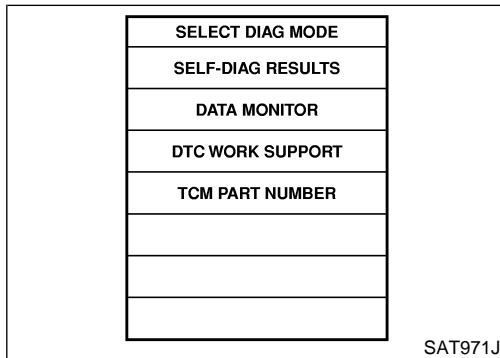 SELECT DIAG MODE
SELF-DIAG RESULTS
DATA MONITOR
DTC WORK SUPPORT
TCM PART NUMBER
SAT971J